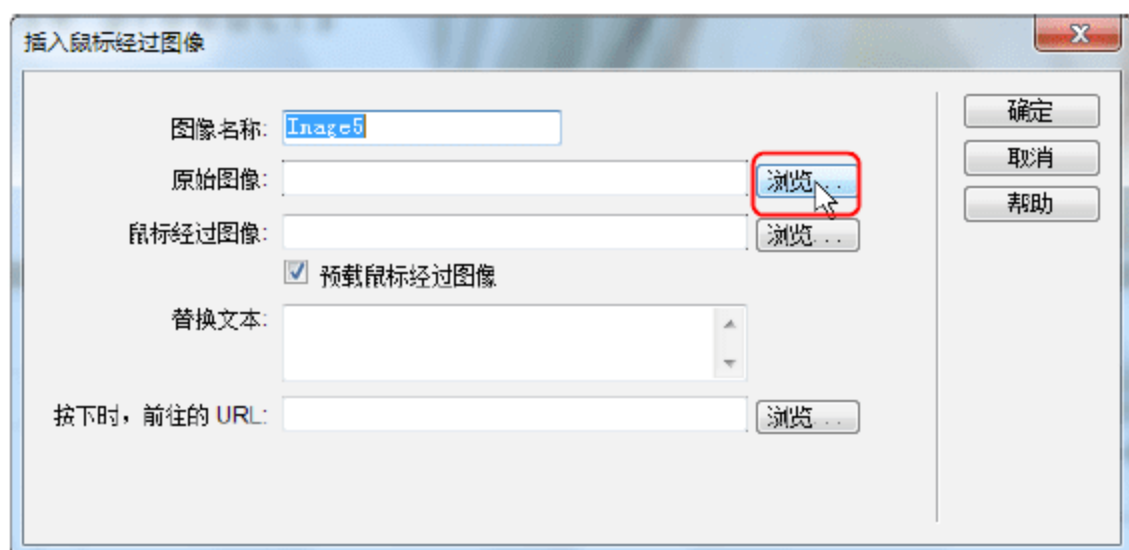 插入鼠标经过图像
图像名称: Image5
原始图像: 浏览...
鼠标经过图像: 浏览...
预载鼠标经过图像
替换文本:
按下时，前往的 URL: 浏览...
确定
取消
帮助